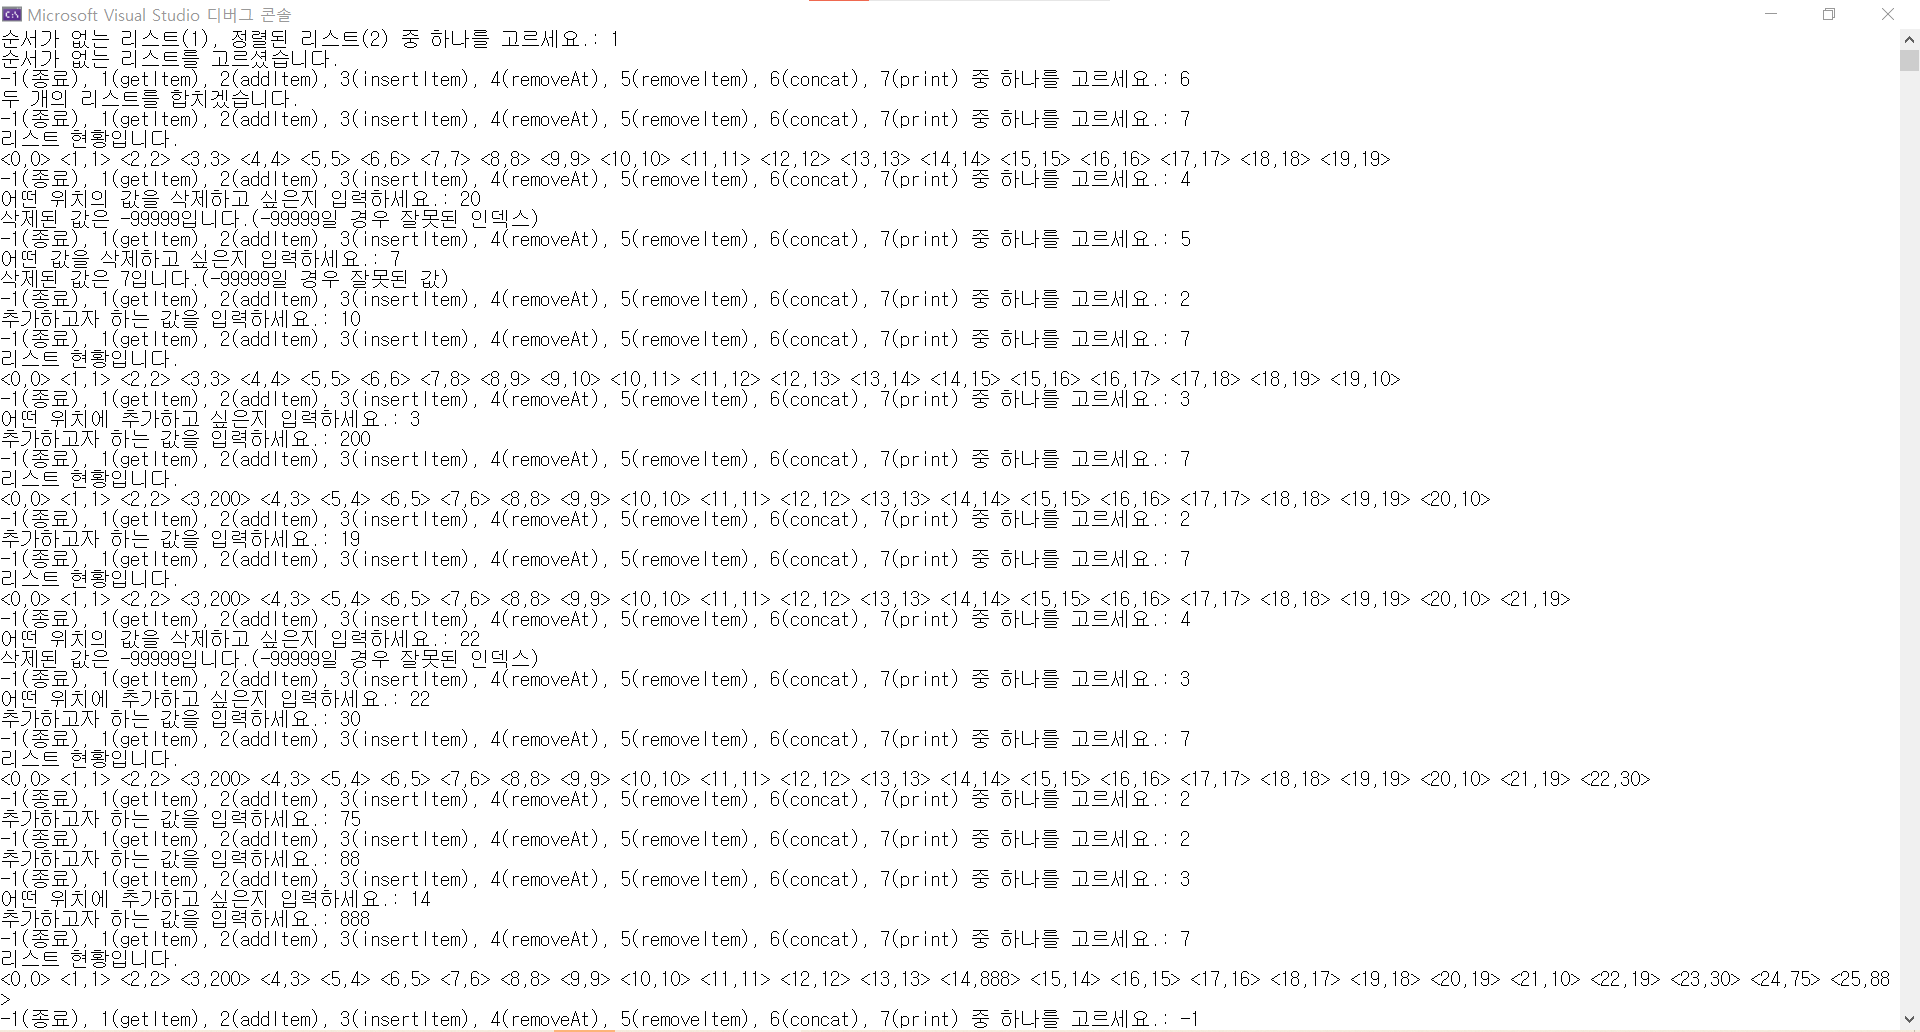 Microsoft Visual Studio 디버그 콘솔
순서가 없는 리스트(1), 정렬된 리스트(2) 중 하나를 고르세요.: 1
순서가 없는 리스트를 고르셨습니다.
-1(종료), 1(getItem), 2(addItem), 3(insertItem), 4(removeAt), 5(removeItem), 6(concat), 7(print) 중 하나를 고르세요.: 6
두 개의 리스트를 합치겠습니다.
-1(종료), 1(getItem), 2(addItem), 3(insertItem), 4(removeAt), 5(removeItem), 6(concat), 7(print) 중 하나를 고르세요.: 7
리스트 현황입니다.
<0,0> <1,1> <2,2> <3,3> <4,4> <5,5> <6,6> <7,7> <8,8> <9,9> <10,10> <11,11> <12,12> <13,13> <14,14> <15,15> <16,16> <17,17> <18,18> <19,19>
-1(종료), 1(getItem), 2(addItem), 3(insertItem), 4(removeAt), 5(removeItem), 6(concat), 7(print) 중 하나를 고르세요.: 4
어떤 위치의 값을 삭제하고 싶은지 입력하세요.: 20
삭제된 값은 -99999입니다.(-99999일 경우 잘못된 인덱스)
-1(종료), 1(getItem), 2(addItem), 3(insertItem), 4(removeAt), 5(removeItem), 6(concat), 7(print) 중 하나를 고르세요.: 5
어떤 값을 삭제하고 싶은지 입력하세요.: 7
삭제된 값은 7입니다.(-99999일 경우 잘못된 값)
-1(종료), 1(getItem), 2(addItem), 3(insertItem), 4(removeAt), 5(removeItem), 6(concat), 7(print) 중 하나를 고르세요.: 2
추가하고자 하는 값을 입력하세요.: 10
-1(종료), 1(getItem), 2(addItem), 3(insertItem), 4(removeAt), 5(removeItem), 6(concat), 7(print) 중 하나를 고르세요.: 7
리스트 현황입니다.
<0,0> <1,1> <2,2> <3,3> <4,4> <5,5> <6,6> <7,8> <8,9> <9,10> <10,11> <11,12> <12,13> <13,14> <14,15> <15,16> <16,17> <17,18> <18,19> <19,10>
-1(종료), 1(getItem), 2(addItem), 3(insertItem), 4(removeAt), 5(removeItem), 6(concat), 7(print) 중 하나를 고르세요.: 3
어떤 위치에 추가하고 싶은지 입력하세요.: 3
추가하고자 하는 값을 입력하세요.: 200
-1(종료), 1(getItem), 2(addItem), 3(insertItem), 4(removeAt), 5(removeItem), 6(concat), 7(print) 중 하나를 고르세요.: 7
리스트 현황입니다.
<0,0> <1,1> <2,2> <3,200> <4,3> <5,4> <6,5> <7,6> <8,8> <9,9> <10,10> <11,11> <12,12> <13,13> <14,14> <15,15> <16,16> <17,17> <18,18> <19,19> <20,10>
-1(종료), 1(getItem), 2(addItem), 3(insertItem), 4(removeAt), 5(removeItem), 6(concat), 7(print) 중 하나를 고르세요.: 2
추가하고자 하는 값을 입력하세요.: 19
-1(종료), 1(getItem), 2(addItem), 3(insertItem), 4(removeAt), 5(removeItem), 6(concat), 7(print) 중 하나를 고르세요.: 7
리스트 현황입니다.
<0,0> <1,1> <2,2> <3,200> <4,3> <5,4> <6,5> <7,6> <8,8> <9,9> <10,10> <11,11> <12,12> <13,13> <14,14> <15,15> <16,16> <17,17> <18,18> <19,19> <20,10> <21,19>
-1(종료), 1(getItem), 2(addItem), 3(insertItem), 4(removeAt), 5(removeItem), 6(concat), 7(print) 중 하나를 고르세요.: 4
어떤 위치의 값을 삭제하고 싶은지 입력하세요.: 22
삭제된 값은 -99999입니다.(-99999일 경우 잘못된 인덱스)
-1(종료), 1(getItem), 2(addItem), 3(insertItem), 4(removeAt), 5(removeItem), 6(concat), 7(print) 중 하나를 고르세요.: 3
어떤 위치에 추가하고 싶은지 입력하세요.: 22
추가하고자 하는 값을 입력하세요.: 30
-1(종료), 1(getItem), 2(addItem), 3(insertItem), 4(removeAt), 5(removeItem), 6(concat), 7(print) 중 하나를 고르세요.: 7
리스트 현황입니다.
<0,0> <1,1> <2,2> <3,200> <4,3> <5,4> <6,5> <7,6> <8,8> <9,9> <10,10> <11,11> <12,12> <13,13> <14,14> <15,15> <16,16> <17,17> <18,18> <19,19> <20,10> <21,19> <22,30>
-1(종료), 1(getItem), 2(addItem), 3(insertItem), 4(removeAt), 5(removeItem), 6(concat), 7(print) 중 하나를 고르세요.: 2
추가하고자 하는 값을 입력하세요.: 75
-1(종료), 1(getItem), 2(addItem), 3(insertItem), 4(removeAt), 5(removeItem), 6(concat), 7(print) 중 하나를 고르세요.: 2
추가하고자 하는 값을 입력하세요.: 88
-1(종료), 1(getItem), 2(addItem), 3(insertItem), 4(removeAt), 5(removeItem), 6(concat), 7(print) 중 하나를 고르세요.: 3
어떤 위치에 추가하고 싶은지 입력하세요.: 14
추가하고자 하는 값을 입력하세요.: 888
-1(종료), 1(getItem), 2(addItem), 3(insertItem), 4(removeAt), 5(removeItem), 6(concat), 7(print) 중 하나를 고르세요.: 7
리스트 현황입니다.
<0,0> <1,1> <2,2> <3,200> <4,3> <5,4> <6,5> <7,6> <8,8> <9,9> <10,10> <11,11> <12,12> <13,13> <14,888> <15,14> <16,15> <17,16> <18,17> <19,18> <20,19> <21,10> <22,19> <23,30> <24,75> <25,88
>
-1(종료), 1(getItem), 2(addItem), 3(insertItem), 4(removeAt), 5(removeItem), 6(concat), 7(print) 중 하나를 고르세요.: -1